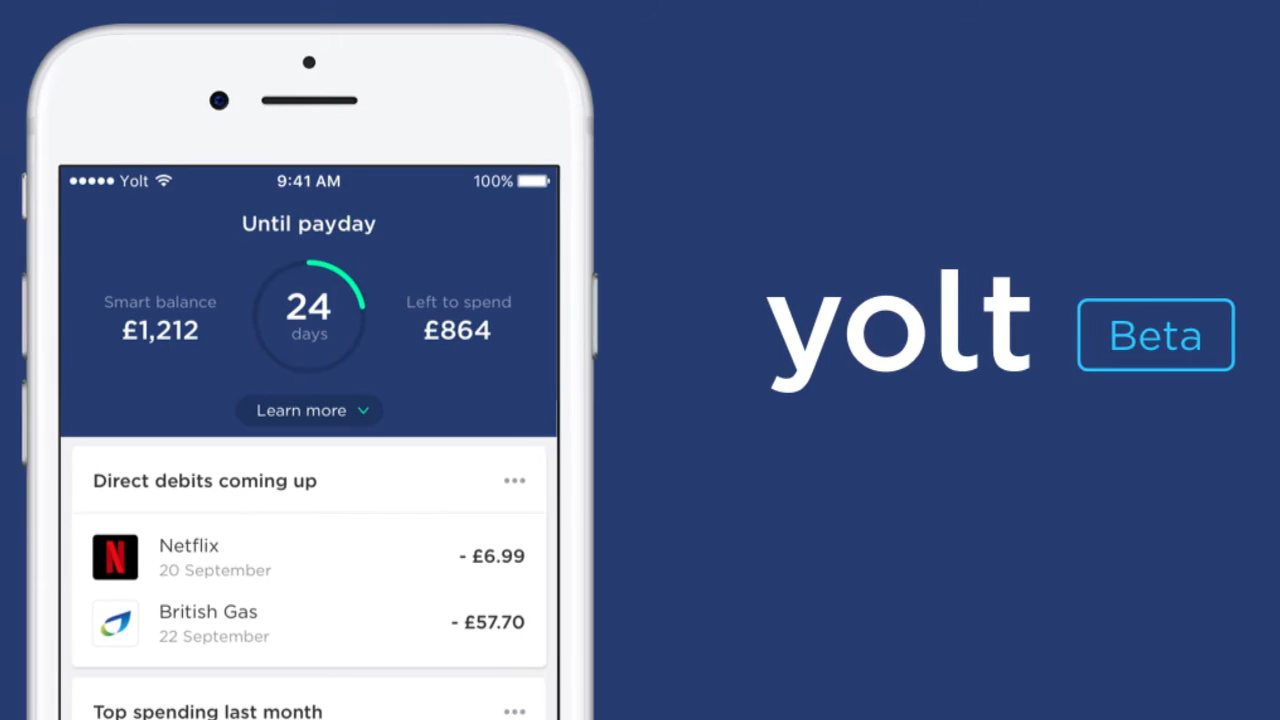 Yolt 9:41 AM 100%
Until payday
Smart balance 24 Left to spend
£1,212 days £864
Learn more
Direct debits coming up
Netflix - £6.99
20 September
British Gas - £57.70
22 September
Top spending last month
yolt Beta